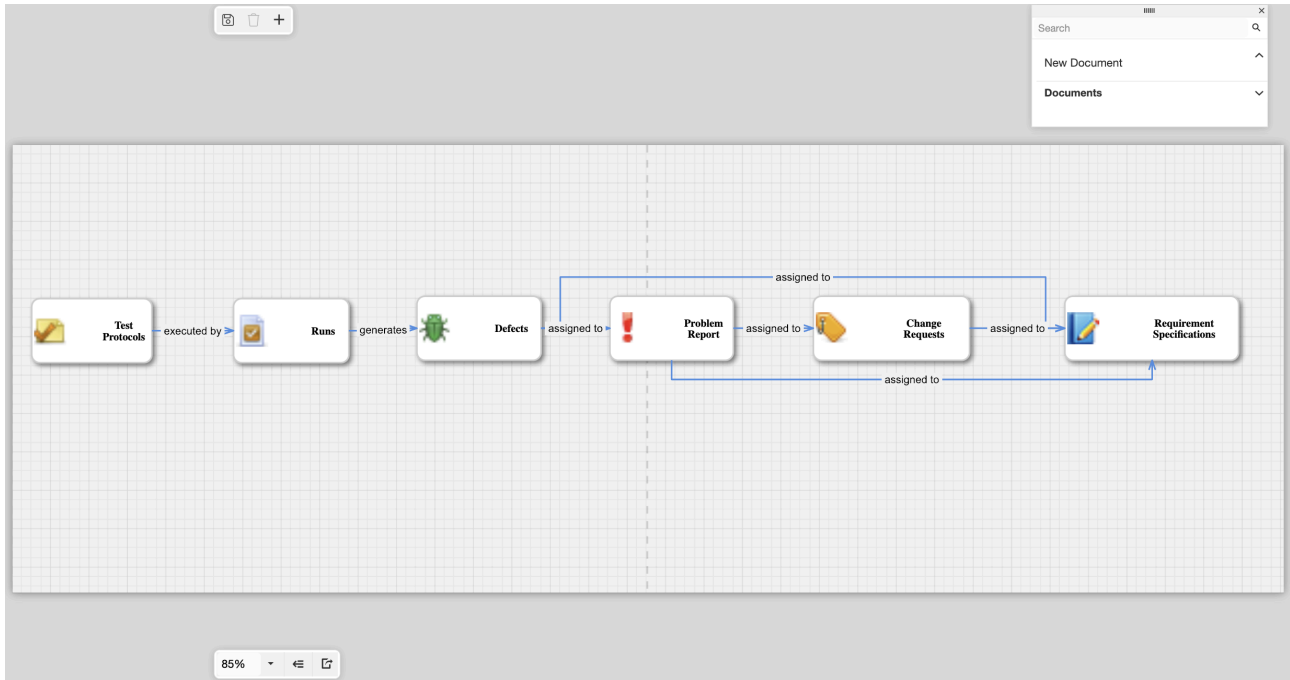 Search
New Document
Documents
assigned to
Test
Protocols
executed by
Runs
generates
Defects
assigned to
Problem
Report
assigned to
Change
Requests
assigned to
Requirement
Specifications
assigned to
85%